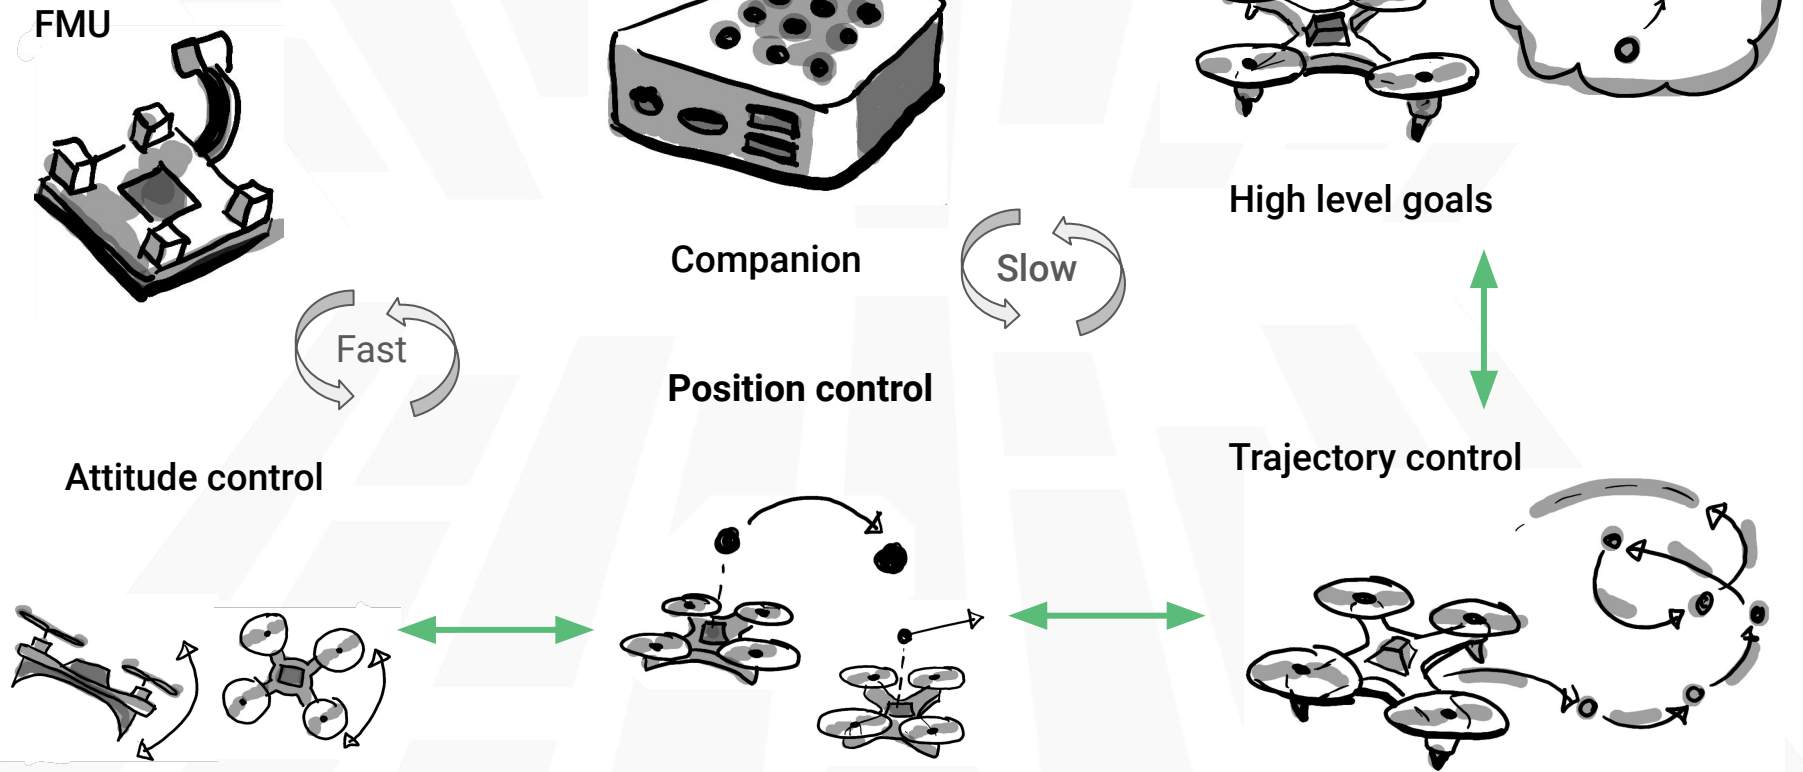 FMU
High level goals
Companion
Slow
Fast
Position control
Trajectory control
Attitude control